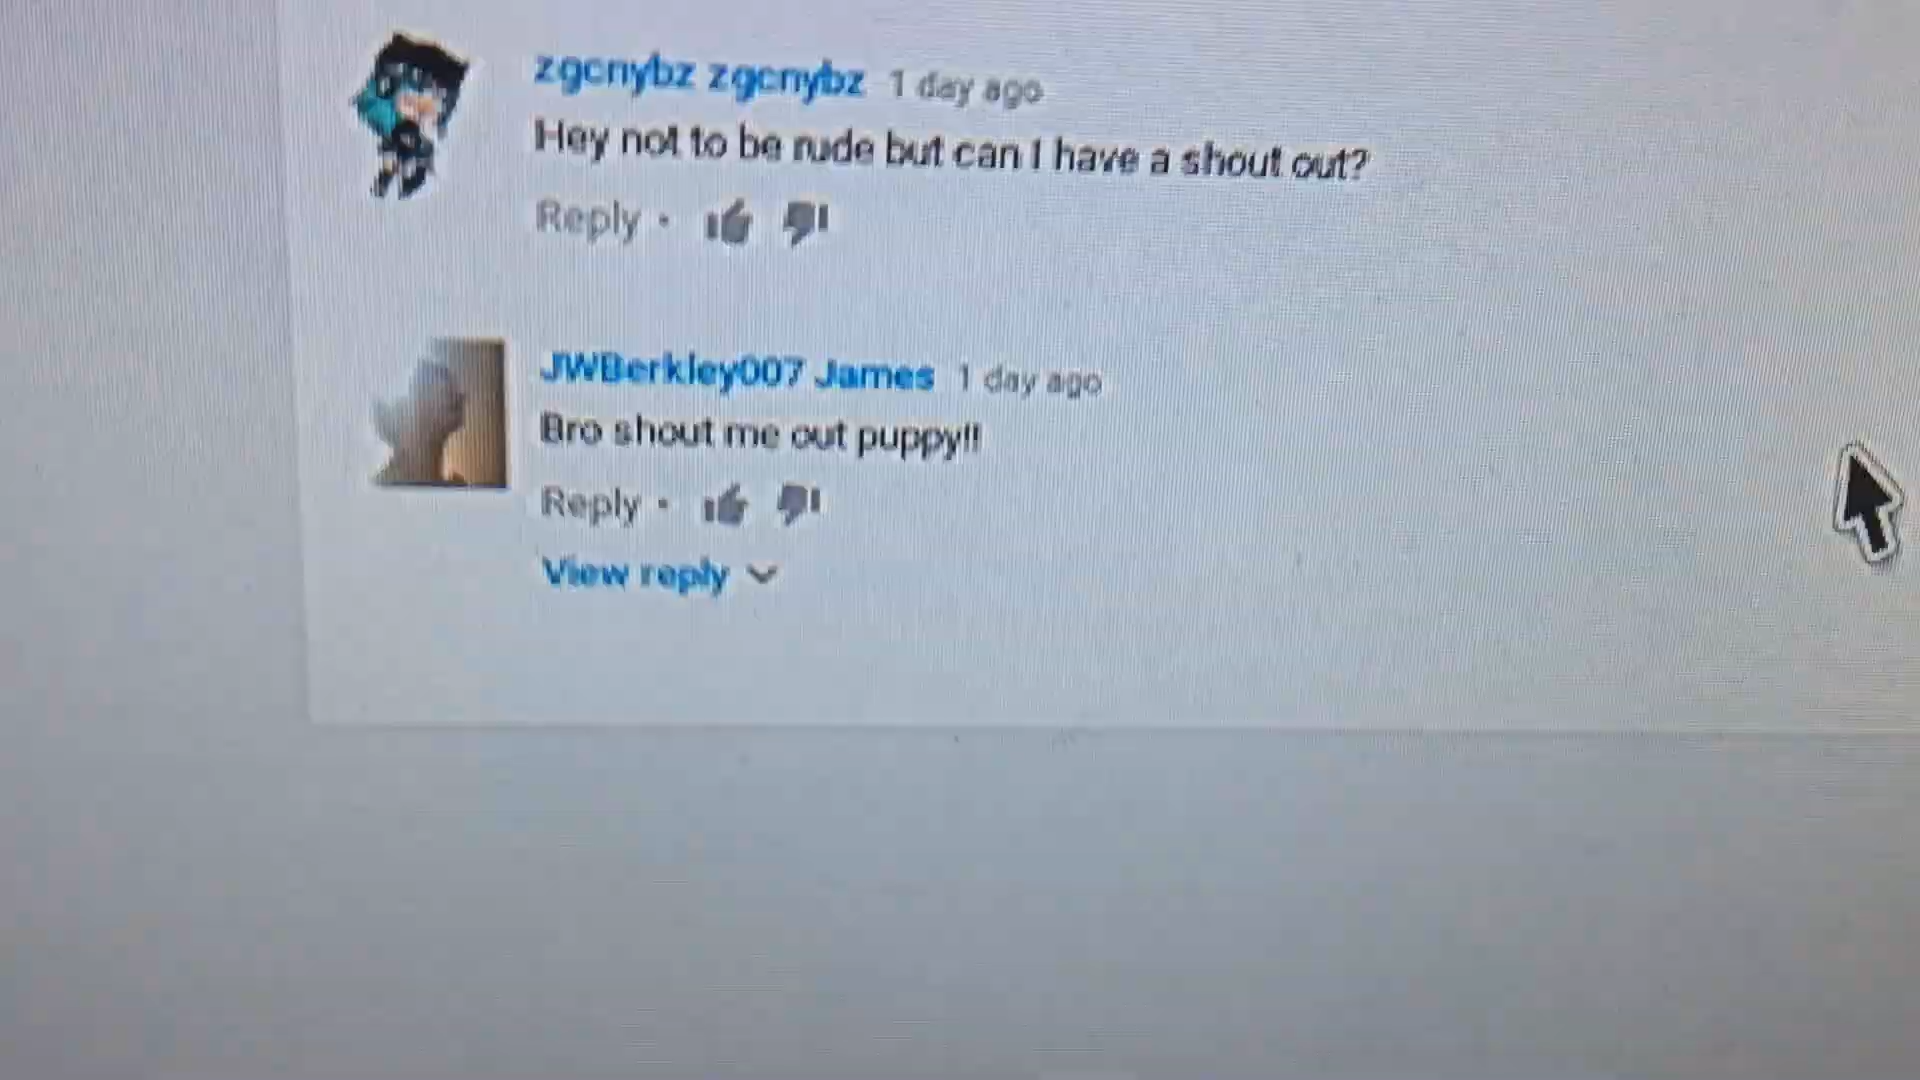 zgcnybz zgcnybz 1 day ago
Hey not to be rude but can I have a shout out?
Reply •
JWBerkley007 James 1 day ago
Bro shout me out puppy!!
Reply •
View reply